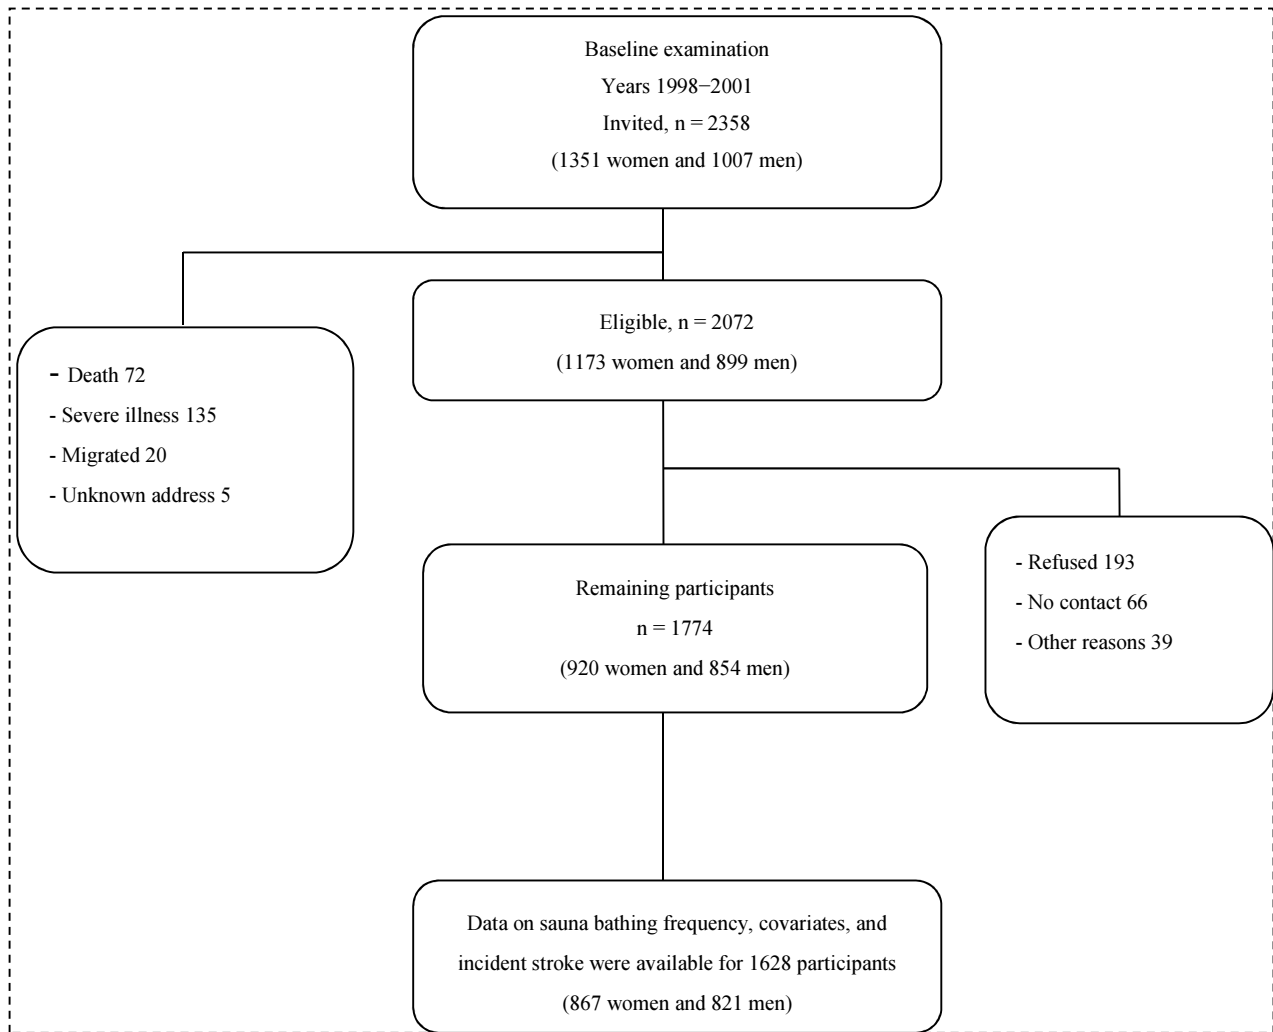 Baseline examination
Years 1998−2001
Invited, n = 2358
(1351 women and 1007 men)
Eligible, n = 2072
(1173 women and 899 men)
- Death 72
- Severe illness 135
- Migrated 20
- Unknown address 5
Remaining participants
n = 1774
(920 women and 854 men)
- Refused 193
- No contact 66
- Other reasons 39
Data on sauna bathing frequency, covariates, and
incident stroke were available for 1628 participants
(867 women and 821 men)